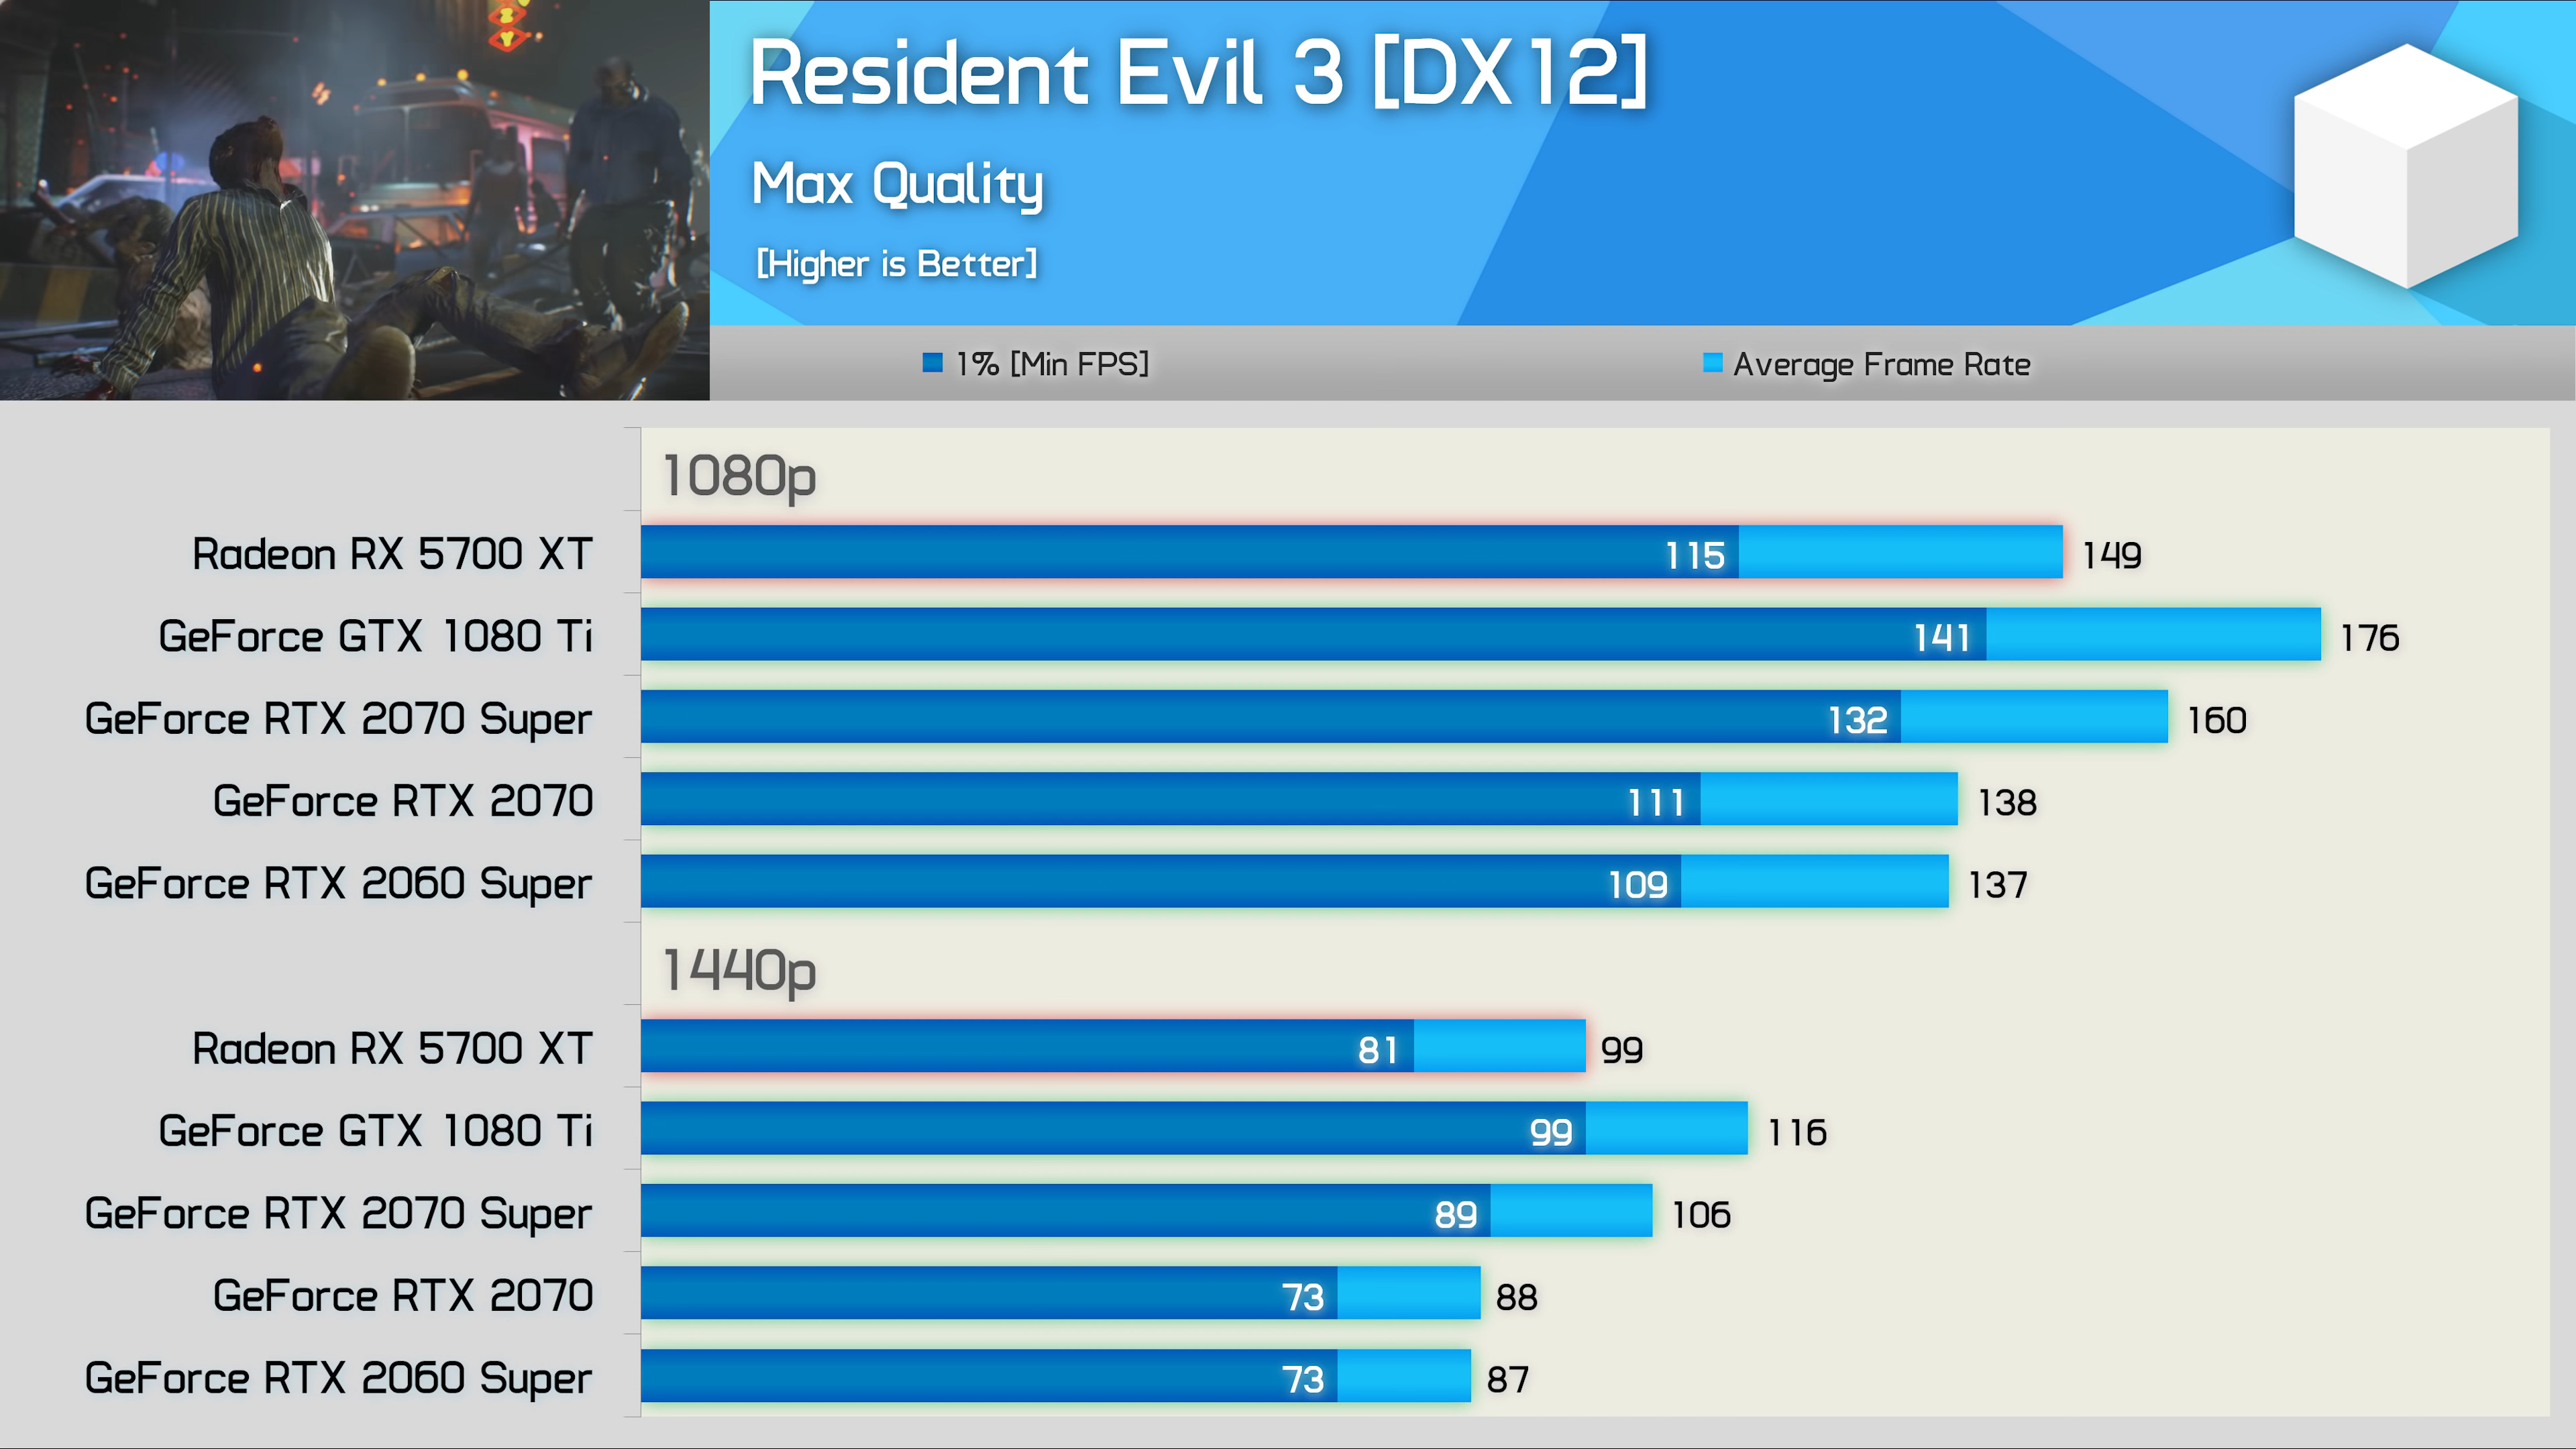 Resident Evil 3 [DX12]
Max Quality
[Higher is Better]
1% [Min FPS] Average Frame Rate
1080p
Radeon RX 5700 XT 115 149
GeForce GTX 1080 Ti 141 176
GeForce RTX 2070 Super 132 160
GeForce RTX 2070 111 138
GeForce RTX 2060 Super 109 137
1440p
Radeon RX 5700 XT 81 99
GeForce GTX 1080 Ti 99 116
GeForce RTX 2070 Super 89 106
GeForce RTX 2070 73 88
GeForce RTX 2060 Super 73 87